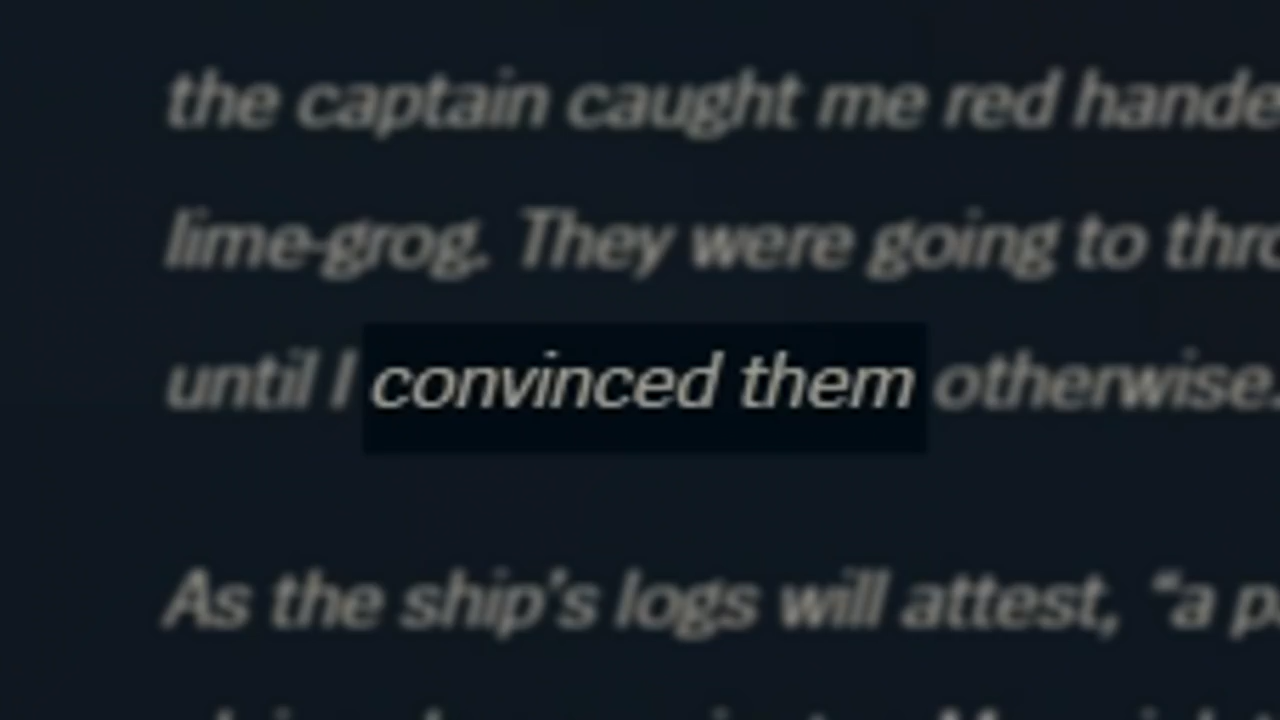 the captain caught me red hande
lime-grog. They were going to thro
until I convinced them otherwise.
As the ship's logs will attest, “a p